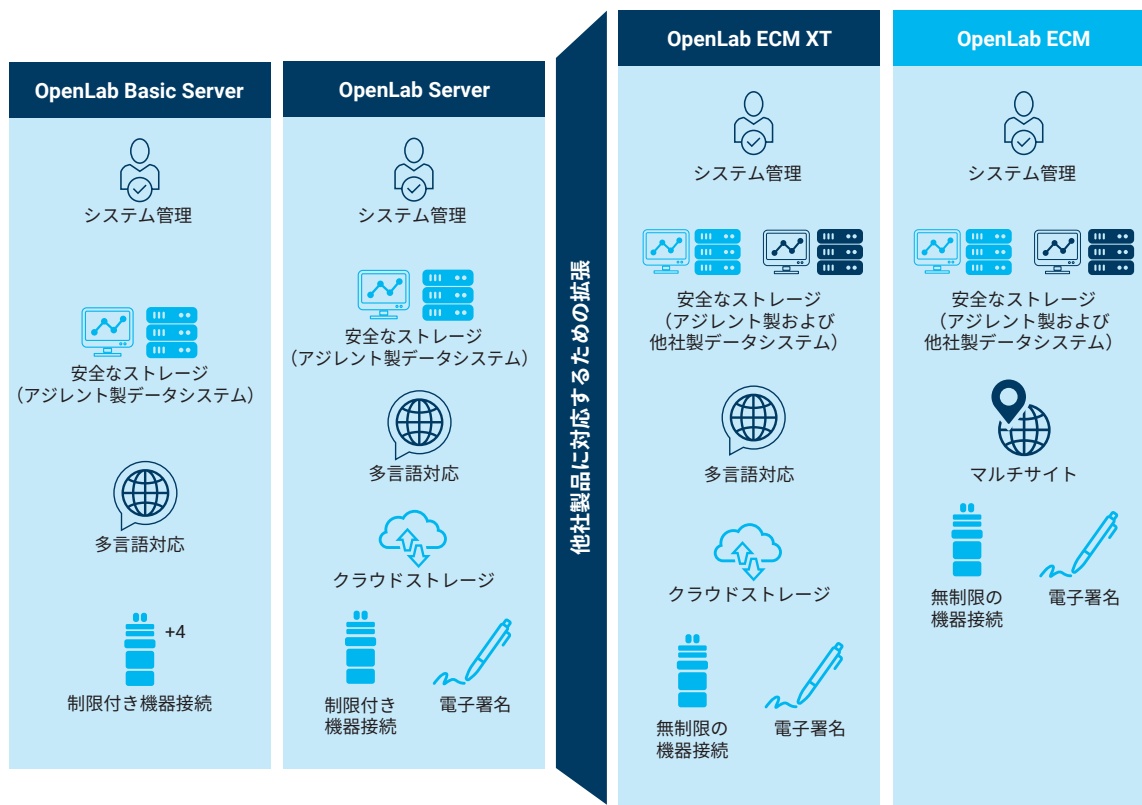 OpenLab Basic Server
システム管理
安全なストレージ
（アジレント製データシステム）
多言語対応
+4
制限付き機器接続
OpenLab Server
システム管理
安全なストレージ
（アジレント製データシステム）
多言語対応
クラウドストレージ
制限付き
機器接続
電子署名
他社製品に対応するための拡張
OpenLab ECM XT
システム管理
安全なストレージ
（アジレント製および
他社製データシステム）
多言語対応
クラウドストレージ
無制限の
機器接続
電子署名
OpenLab ECM
システム管理
安全なストレージ
（アジレント製および
他社製データシステム）
マルチサイト
無制限の
機器接続
電子署名